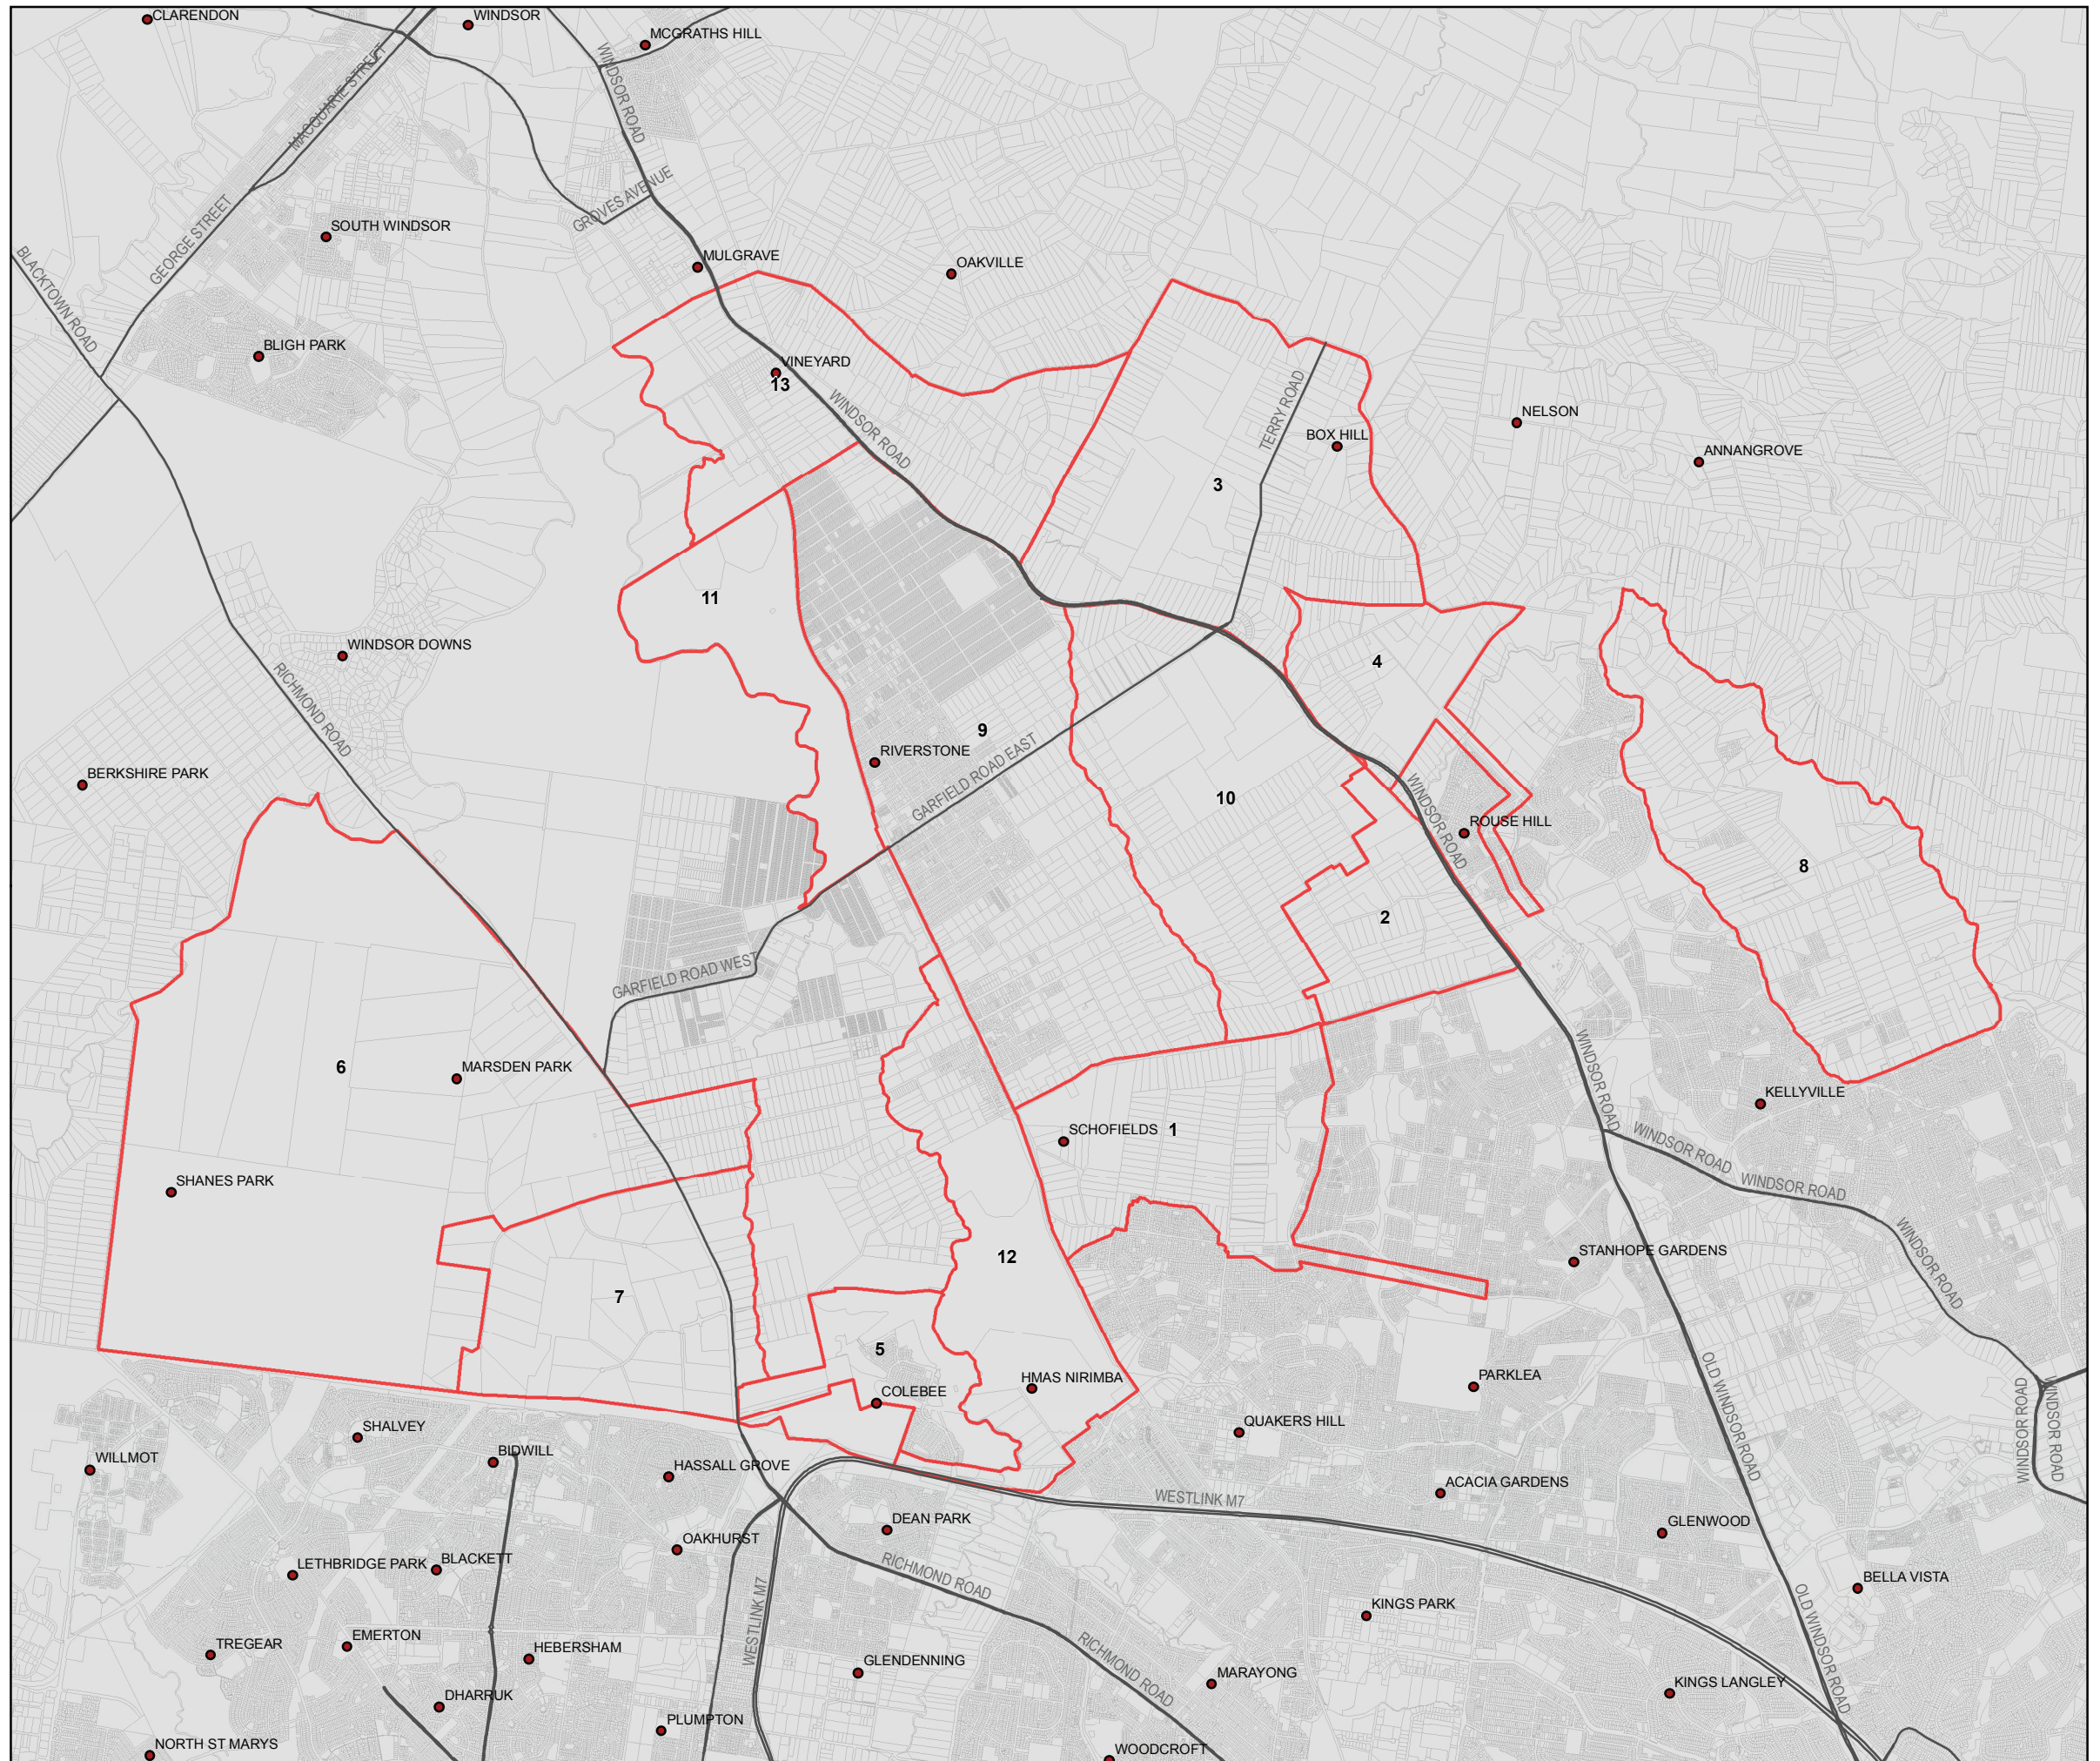 CLARENDON
WINDSOR
MCGRATHS HILL
MACQUARIE STREET
WINDSOR ROAD
GROVES AVENUE
GEORGE STREET
SOUTH WINDSOR
BLACKTOWN ROAD
MULGRAVE
OAKVILLE
BLIGH PARK
VINEYARD
13
WINDSOR ROAD
TERRY ROAD
BOX HILL
NELSON
ANNANGROVE
3
11
WINDSOR DOWNS
4
RICHMOND ROAD
9
RIVERSTONE
GARFIELD ROAD EAST
BERKSHIRE PARK
10
WINDSOR ROAD
ROUSE HILL
8
2
GARFIELD ROAD WEST
6
MARSDEN PARK
WINDSOR ROAD
KELLYVILLE
SCHOFIELDS
1
WINDSOR ROAD
WINDSOR ROAD
SHANES PARK
12
STANHOPE GARDENS
WINDSOR ROAD
7
5
HMAS NIRIMBA
COLEBEE
PARKLEA
OLD WINDSOR ROAD
WINDSOR ROAD
WINDSOR ROAD
SHALVEY
QUAKERS HILL
BIDWILL
WILLMOT
HASSALL GROVE
ACACIA GARDENS
WESTLINK M7
DEAN PARK
GLENWOOD
OAKHURST
LETHBRIDGE PARK
BLACKETT
RICHMOND ROAD
BELLA VISTA
WESTLINK M7
KINGS PARK
OLD WINDSOR ROAD
TREGEAR
EMERTON
HEBERSHAM
GLENDENNING
RICHMOND ROAD
MARAYONG
KINGS LANGLEY
DHARRUK
PLUMPTON
NORTH ST MARYS
WOODCROFT